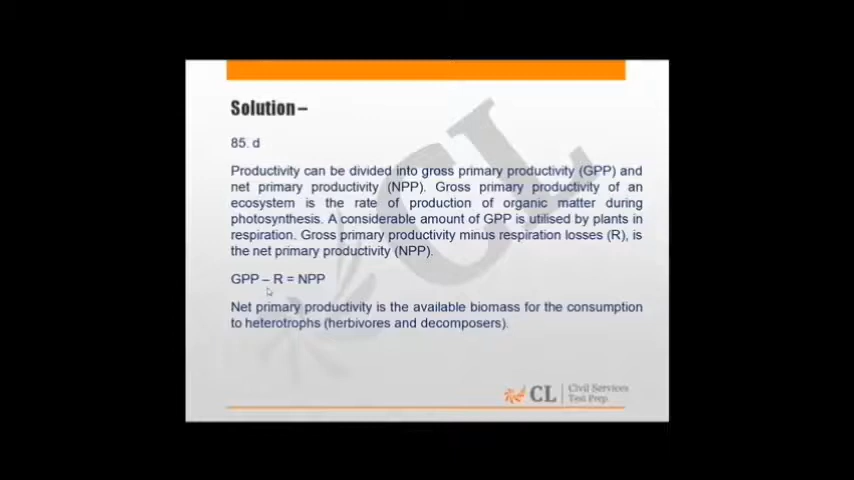 Solution –
85. d
Productivity can be divided into gross primary productivity (GPP) and
net primary productivity (NPP). Gross primary productivity of an
ecosystem is the rate of production of organic matter during
photosynthesis. A considerable amount of GPP is utilised by plants in
respiration. Gross primary productivity minus respiration losses (R), is
the net primary productivity (NPP).
GPP – R = NPP
Net primary productivity is the available biomass for the consumption
to heterotrophs (herbivores and decomposers).
CL
CL
Civil Services
Test Prep